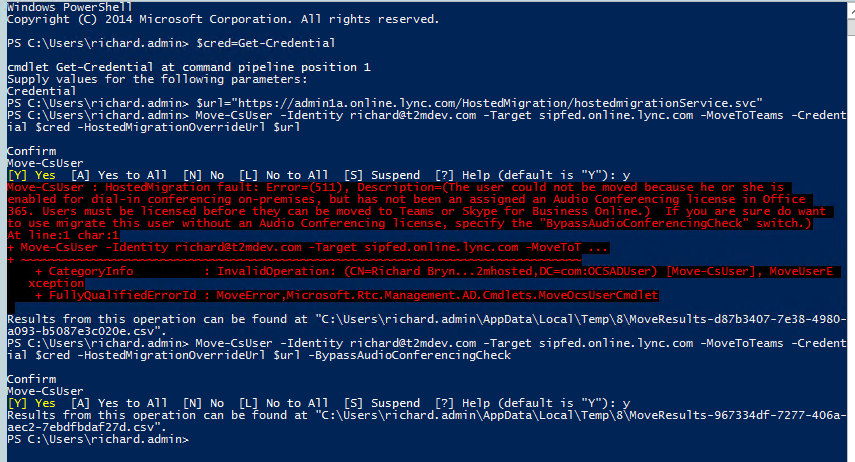 Windows PowerShell
Copyright (C) 2014 Microsoft Corporation. All rights reserved.
PS C:\Users\richard.admin> $cred=Get-Credential
cmdlet Get-Credential at command pipeline position 1
Supply values for the following parameters:
Credential
PS C:\Users\richard.admin> $url="https://admin1a.online.lync.com/HostedMigration/hostedmigrationService.svc"
PS C:\Users\richard.admin> Move-CsUser -Identity richard@t2mdev.com -Target sipfed.online.lync.com -MoveToTeams -Credent
ial $cred -HostedMigrationOverrideUrl $url
Confirm
Move-CsUser
[Y] Yes  [A] Yes to All  [N] No  [L] No to All  [S] Suspend  [?] Help (default is "Y"): y
Move-CsUser : HostedMigration fault: Error=(511), Description=(The user could not be moved because he or she is
enabled for dial-in conferencing on-premises, but has not been an assigned an Audio Conferencing license in Office
365. Users must be licensed before they can be moved to Teams or Skype for Business Online.)  If you are sure do want
to use migrate this user without an Audio Conferencing license, specify the "BypassAudioConferencingCheck" switch.)
At line:1 char:1
+ Move-CsUser -Identity richard@t2mdev.com -Target sipfed.online.lync.com -MoveToT ...
+ ~~~~~~~~~~~~~~~~~~~~~~~~~~~~~~~~~~~~~~~~~~~~~~~~~~~~~~~~~~~~~~~~~~~~~~~~~~~~~~~~
    + CategoryInfo          : InvalidOperation: (CN=Richard Bryn...2mhosted,DC=com:OCSADUser) [Move-CsUser], MoveUserE
   xception
    + FullyQualifiedErrorId : MoveError,Microsoft.Rtc.Management.AD.Cmdlets.MoveOcsUserCmdlet
Results from this operation can be found at "C:\Users\richard.admin\AppData\Local\Temp\8\MoveResults-d87b3407-7e38-4980-
a093-b5087e3c020e.csv".
PS C:\Users\richard.admin> Move-CsUser -Identity richard@t2mdev.com -Target sipfed.online.lync.com -MoveToTeams -Credent
ial $cred -HostedMigrationOverrideUrl $url -BypassAudioConferencingCheck
Confirm
Move-CsUser
[Y] Yes  [A] Yes to All  [N] No  [L] No to All  [S] Suspend  [?] Help (default is "Y"): y
Results from this operation can be found at "C:\Users\richard.admin\AppData\Local\Temp\8\MoveResults-967334df-7277-406a-
aec2-7ebdfbdaf27d.csv".
PS C:\Users\richard.admin>